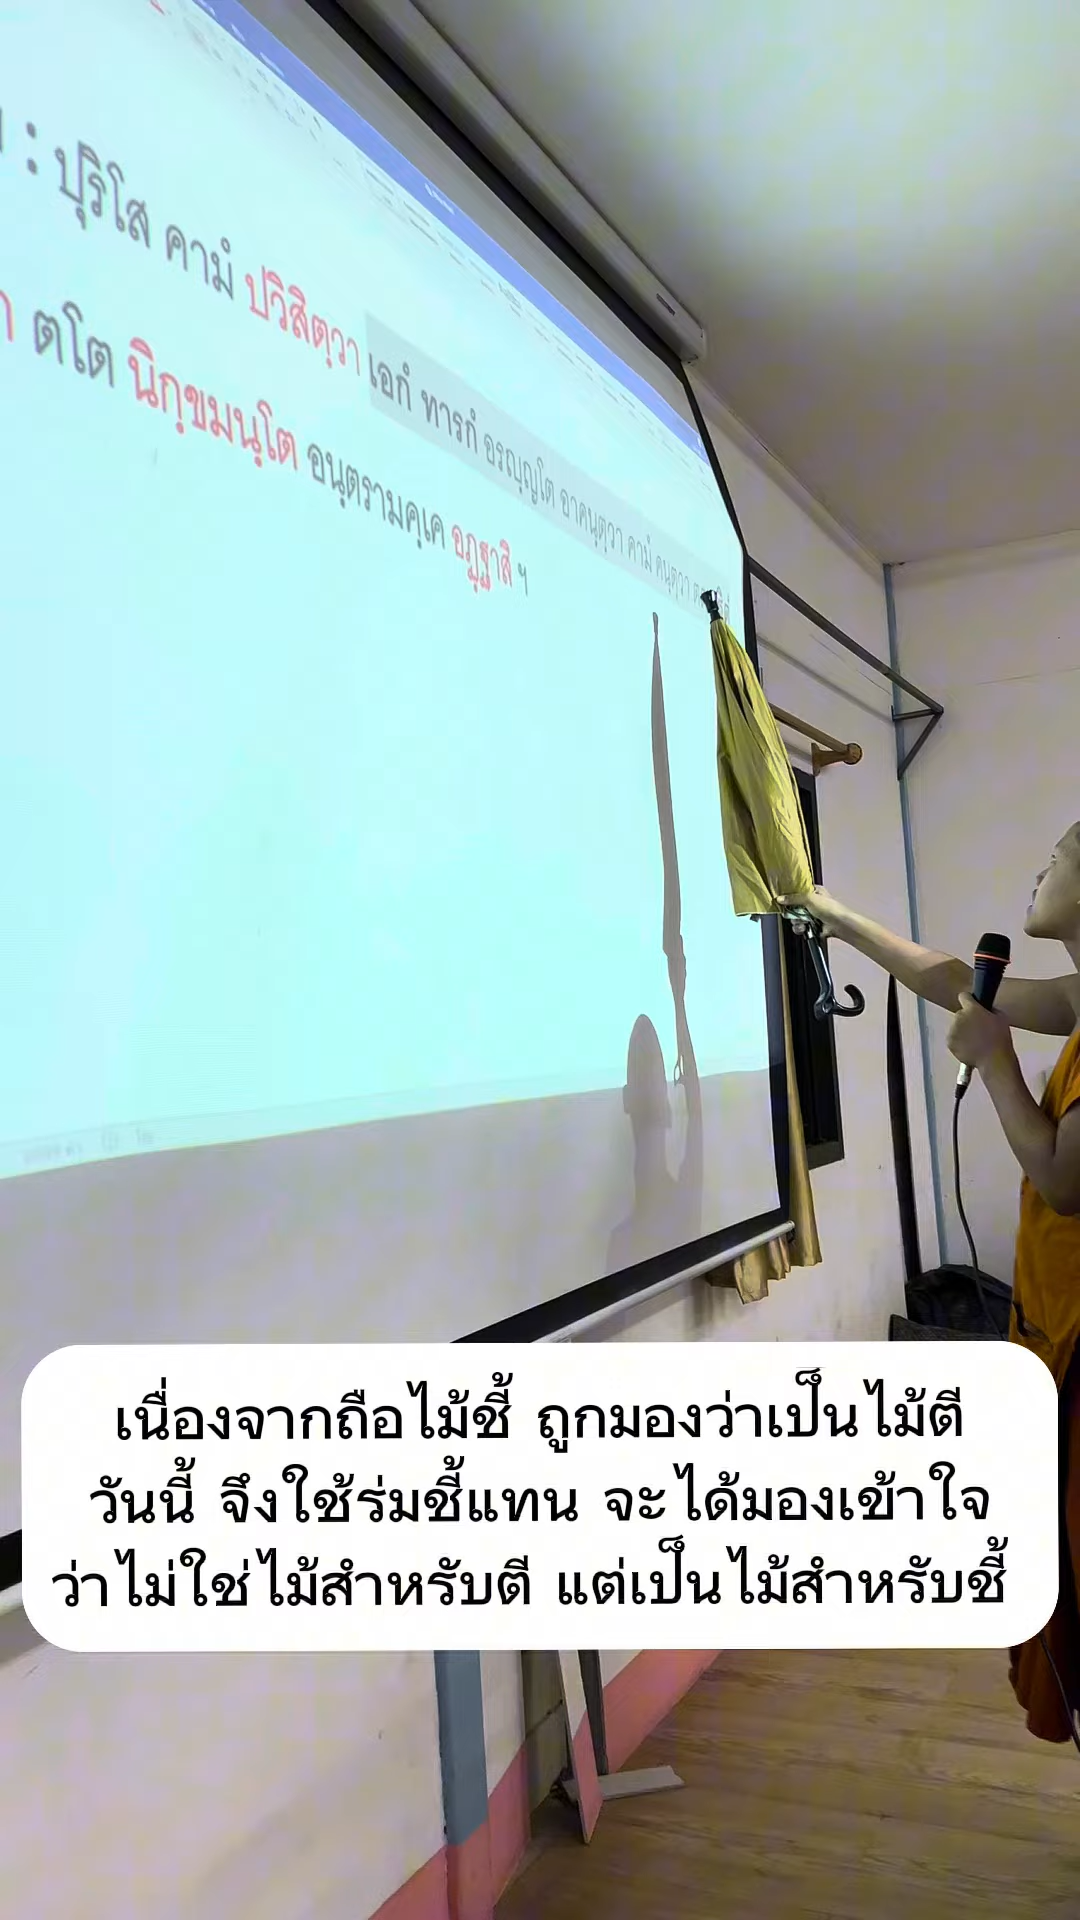 : ปุริโส คามํ ปวิสิตฺวา เอกํ ทารกํ อรญฺญโต อาคนฺตฺวา คามํ คนฺตฺวา
ตโต นิกฺขมนฺโต อนฺตรามคฺเค อฏฺฐาสิ ฯ
เนื่องจากถือไม้ชี้ ถูกมองว่าเป็นไม้ตี
วันนี้ จึงใช้ร่มชี้แทน จะได้มองเข้าใจ
ว่าไม่ใช่ไม้สำหรับตี แต่เป็นไม้สำหรับชี้